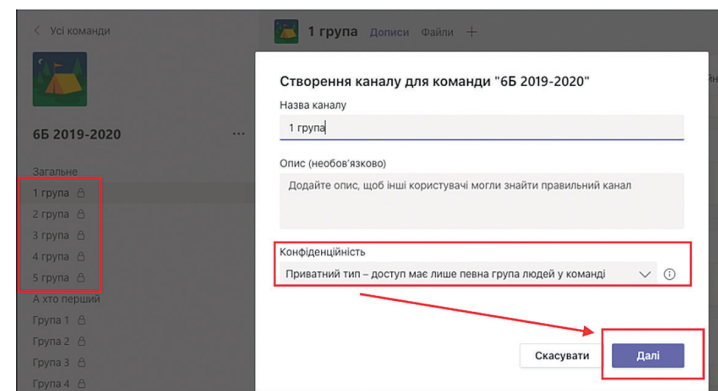 Усі команди
1 група Дописи Файли
6Б 2019-2020
...
Загальне
1 група
2 група
3 група
4 група
5 група
А хто перший
Група 1
Група 2
Група 3
Група 4
Створення каналу для команди "6Б 2019-2020"
Назва каналу
1 група
Опис (необов'язково)
Додайте опис, щоб інші користувачі могли знайти правильний канал
Конфіденційність
Приватний тип – доступ має лише певна група людей у команді
Скасувати Далі